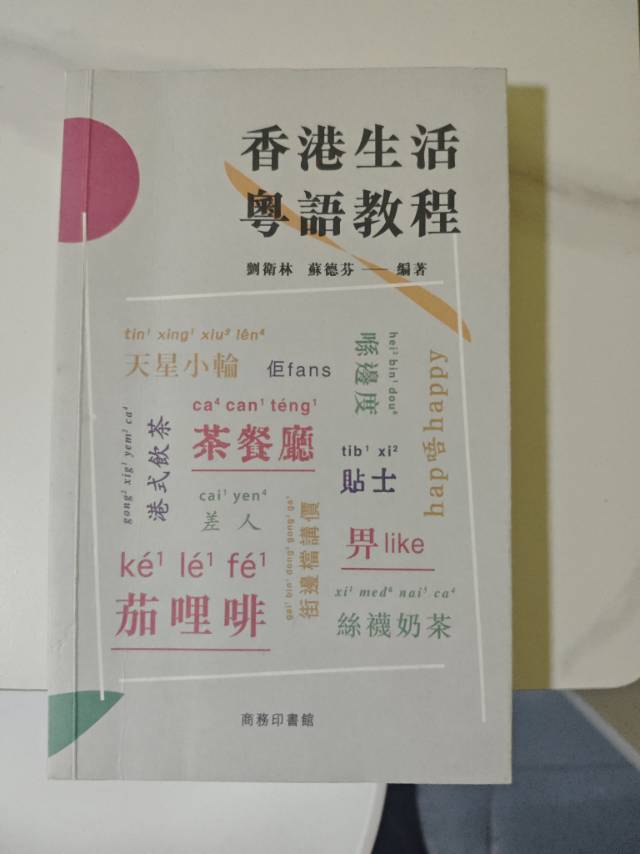 香港生活
粵語教程
劉衛林 蘇德芬 —— 編著
tin¹ xing¹ xiu² lên⁴
天星小輪
佢fans
hei² bin¹ dou⁶
喺邊度
hap唔happy
gong² xig¹ yem² ca⁴
港式飲茶
ca⁴ can¹ téng¹
茶餐廳
tib¹ xi²
貼士
cai¹ yen⁴
差人
gai¹ bin¹ dong³ gong² ga³
街邊檔講價
畀like
ké¹ lé¹ fé¹
茄哩啡
xi¹ med⁶ nai⁵ ca⁴
絲襪奶茶
商務印書館